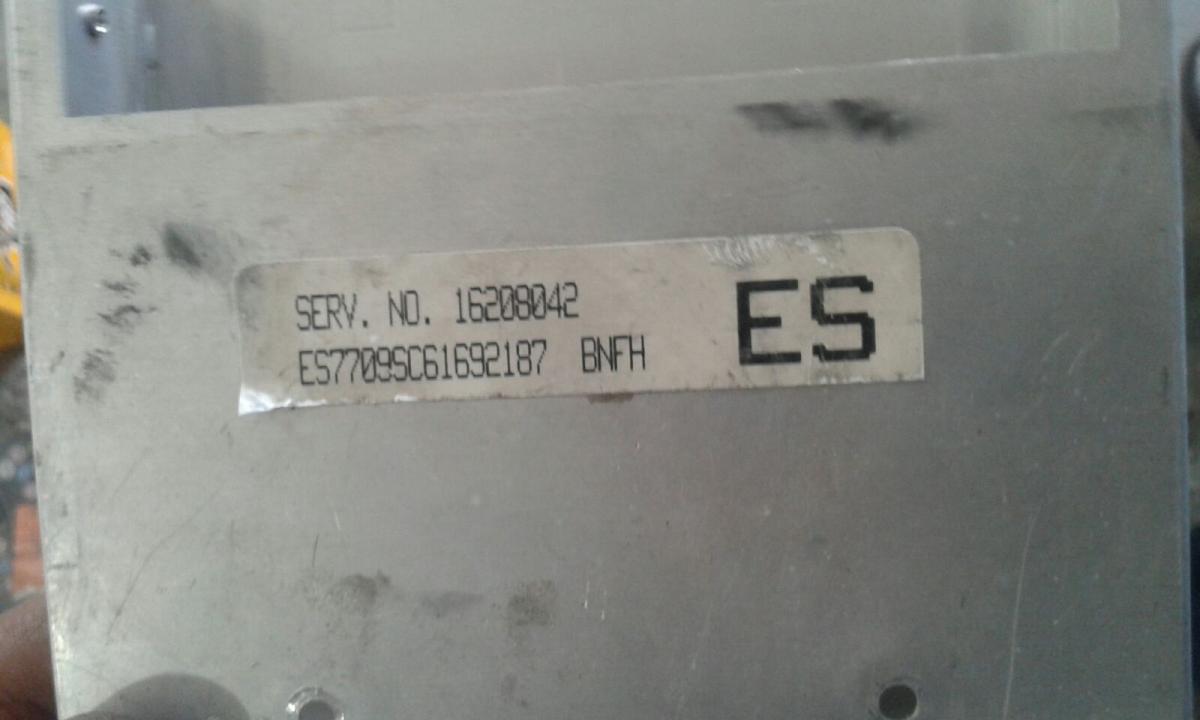 SERV. NO. 16208042
ES7709SC61692187 BNFH
ES